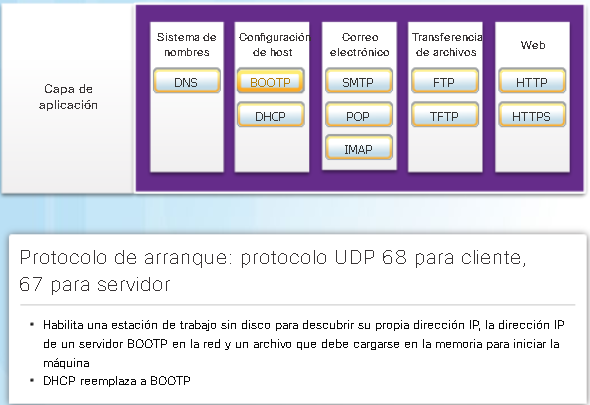 Capa de
aplicación
Sistema de
nombres
DNS
Configuración
de host
BOOTP
DHCP
Correo
electrónico
SMTP
POP
IMAP
Transferencia
de archivos
FTP
TFTP
Web
HTTP
HTTPS
Protocolo de arranque: protocolo UDP 68 para cliente,
67 para servidor
• Habilita una estación de trabajo sin disco para descubrir su propia dirección IP, la dirección IP
de un servidor BOOTP en la red y un archivo que debe cargarse en la memoria para iniciar la
máquina
• DHCP reemplaza a BOOTP